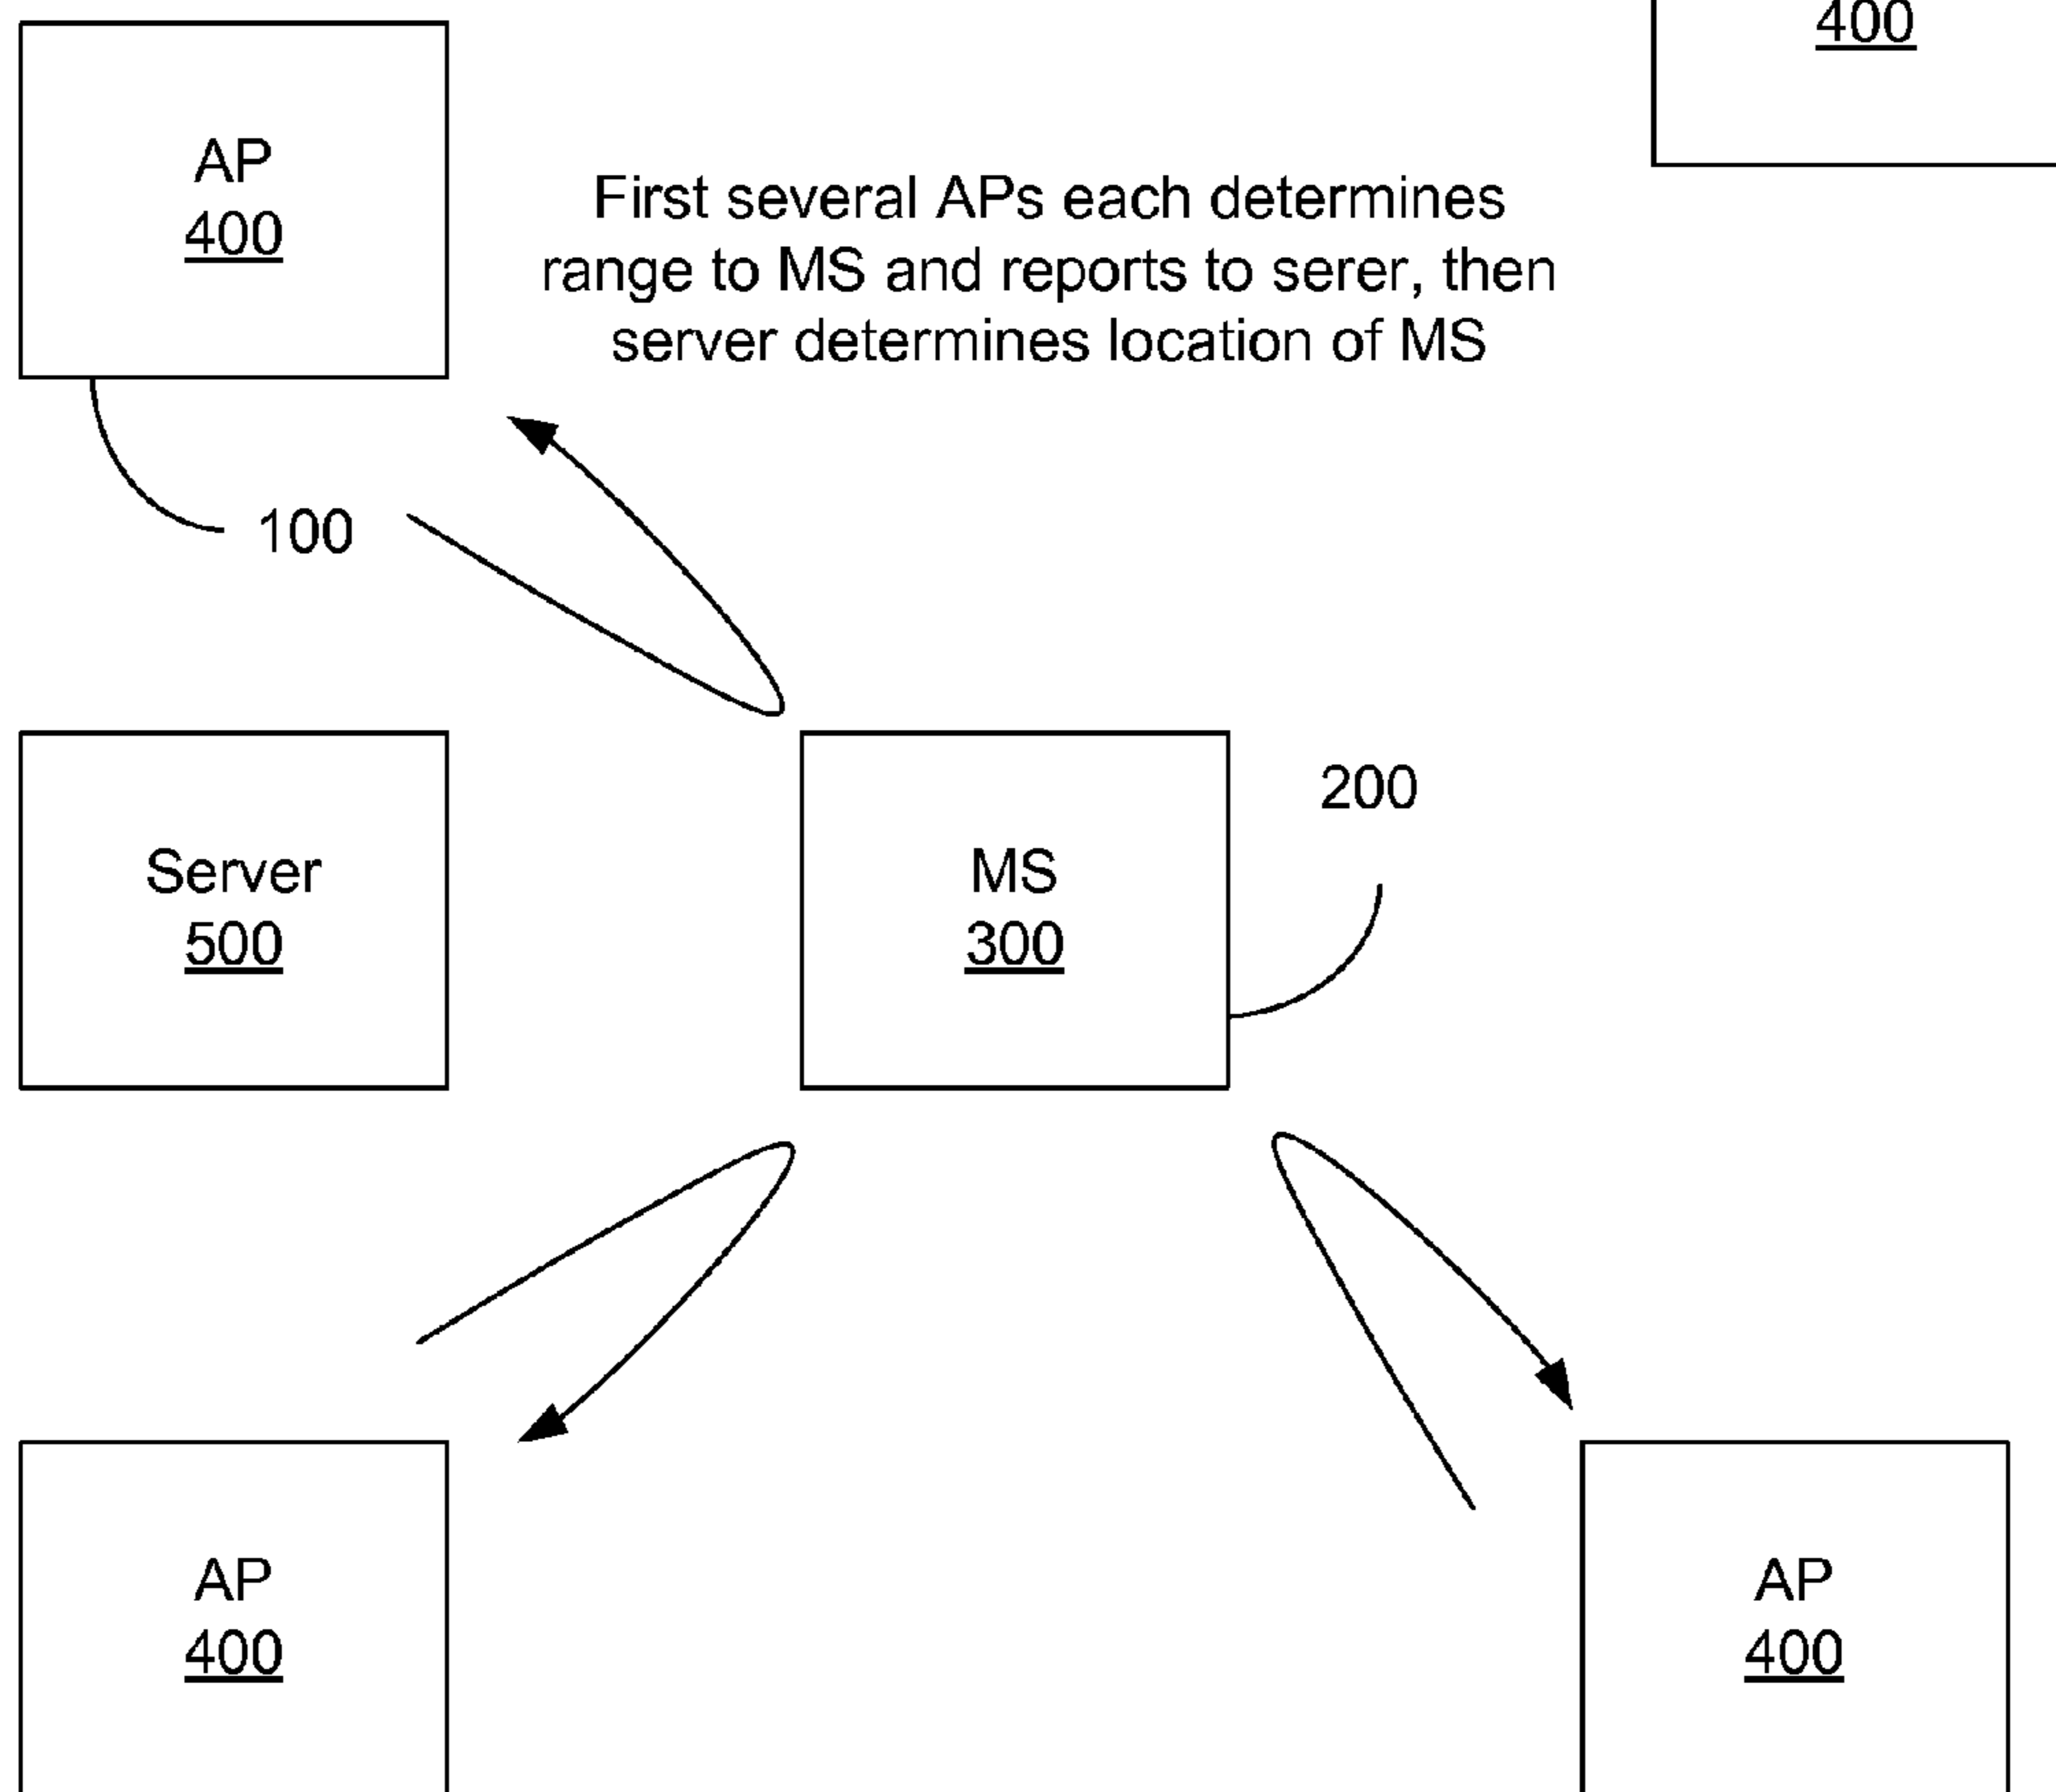 400
AP
400
First several APs each determines
range to MS and reports to serer, then
server determines location of MS
100
Server
500
MS
300
200
AP
400
AP
400